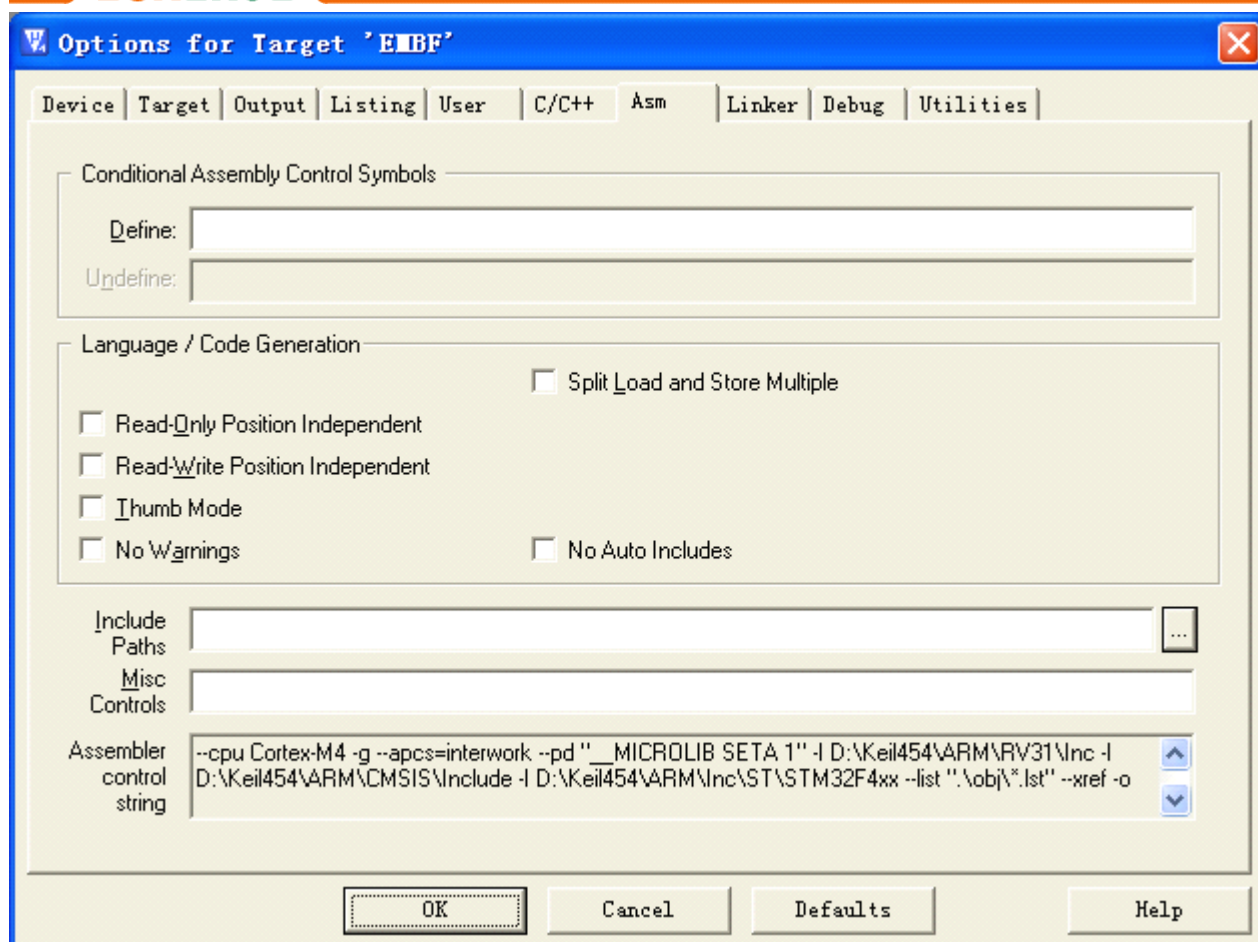 Options for Target 'EMBF'
Device Target Output Listing User C/C++ Asm Linker Debug Utilities
Conditional Assembly Control Symbols
Define:
Undefine:
Language / Code Generation
Split Load and Store Multiple
Read-Only Position Independent
Read-Write Position Independent
Thumb Mode
No Warnings
No Auto Includes
Include
Paths
...
Misc
Controls
Assembler
control
string
--cpu Cortex-M4 -g --apcs=interwork --pd "__MICROLIB SETA 1" -I D:\Keil454\ARM\RV31\Inc -I
D:\Keil454\ARM\CMSIS\Include -I D:\Keil454\ARM\Inc\ST\STM32F4xx --list ".\obj\*.lst" --xref -o
OK Cancel Defaults Help